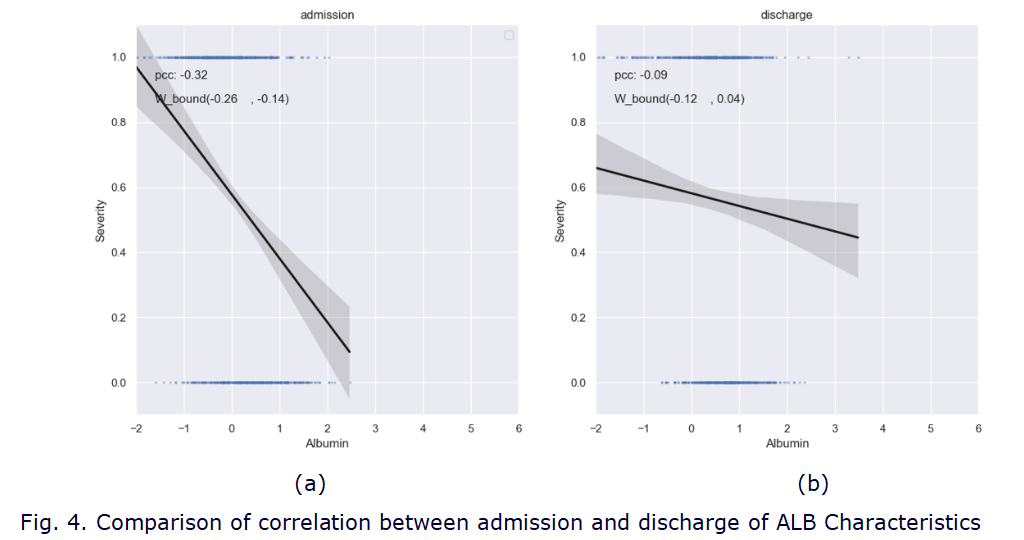 admission
1.0
0.8
0.6
0.4
0.2
0.0
Severity
pcc: -0.32
W_bound(-0.26 , -0.14)
−2 −1 0 1 2 3 4 5 6
Albumin
(a)
discharge
1.0
0.8
0.6
0.4
0.2
0.0
Severity
pcc: -0.09
W_bound(-0.12 , 0.04)
−2 −1 0 1 2 3 4 5 6
Albumin
(b)
Fig. 4. Comparison of correlation between admission and discharge of ALB Characteristics